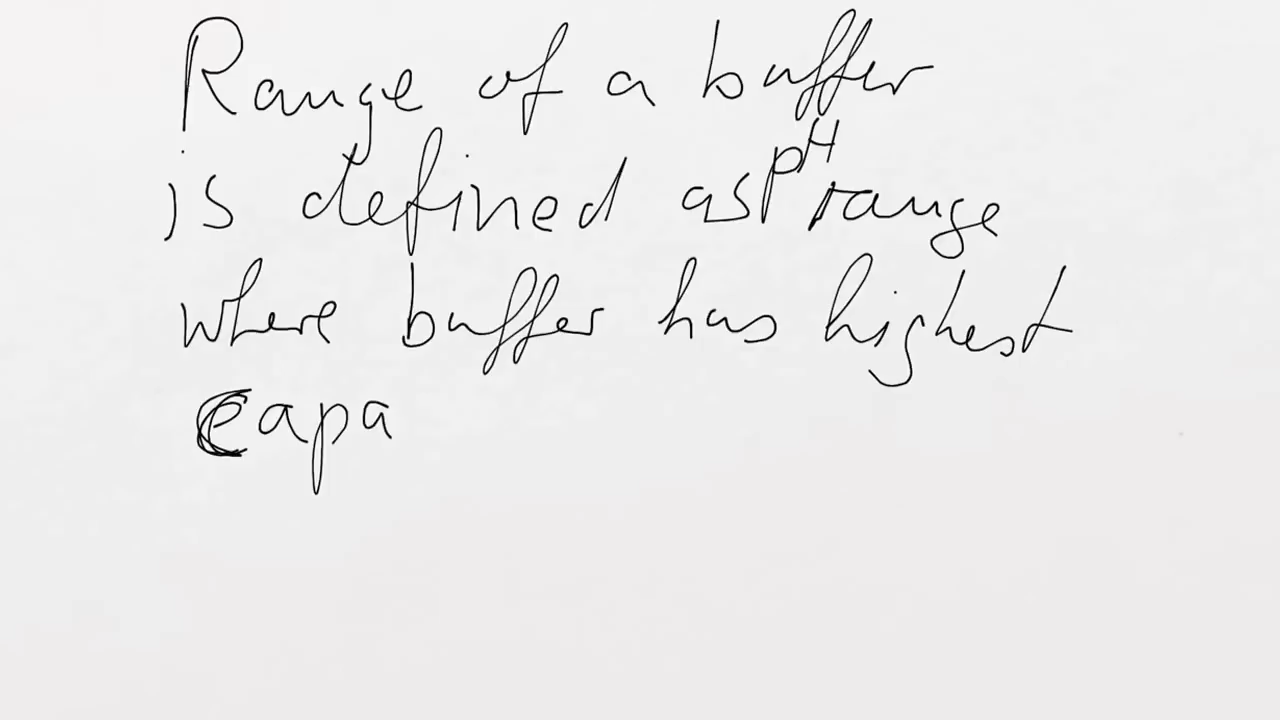 Range of a buffer
is defined as pH range
where buffer has highest
capa